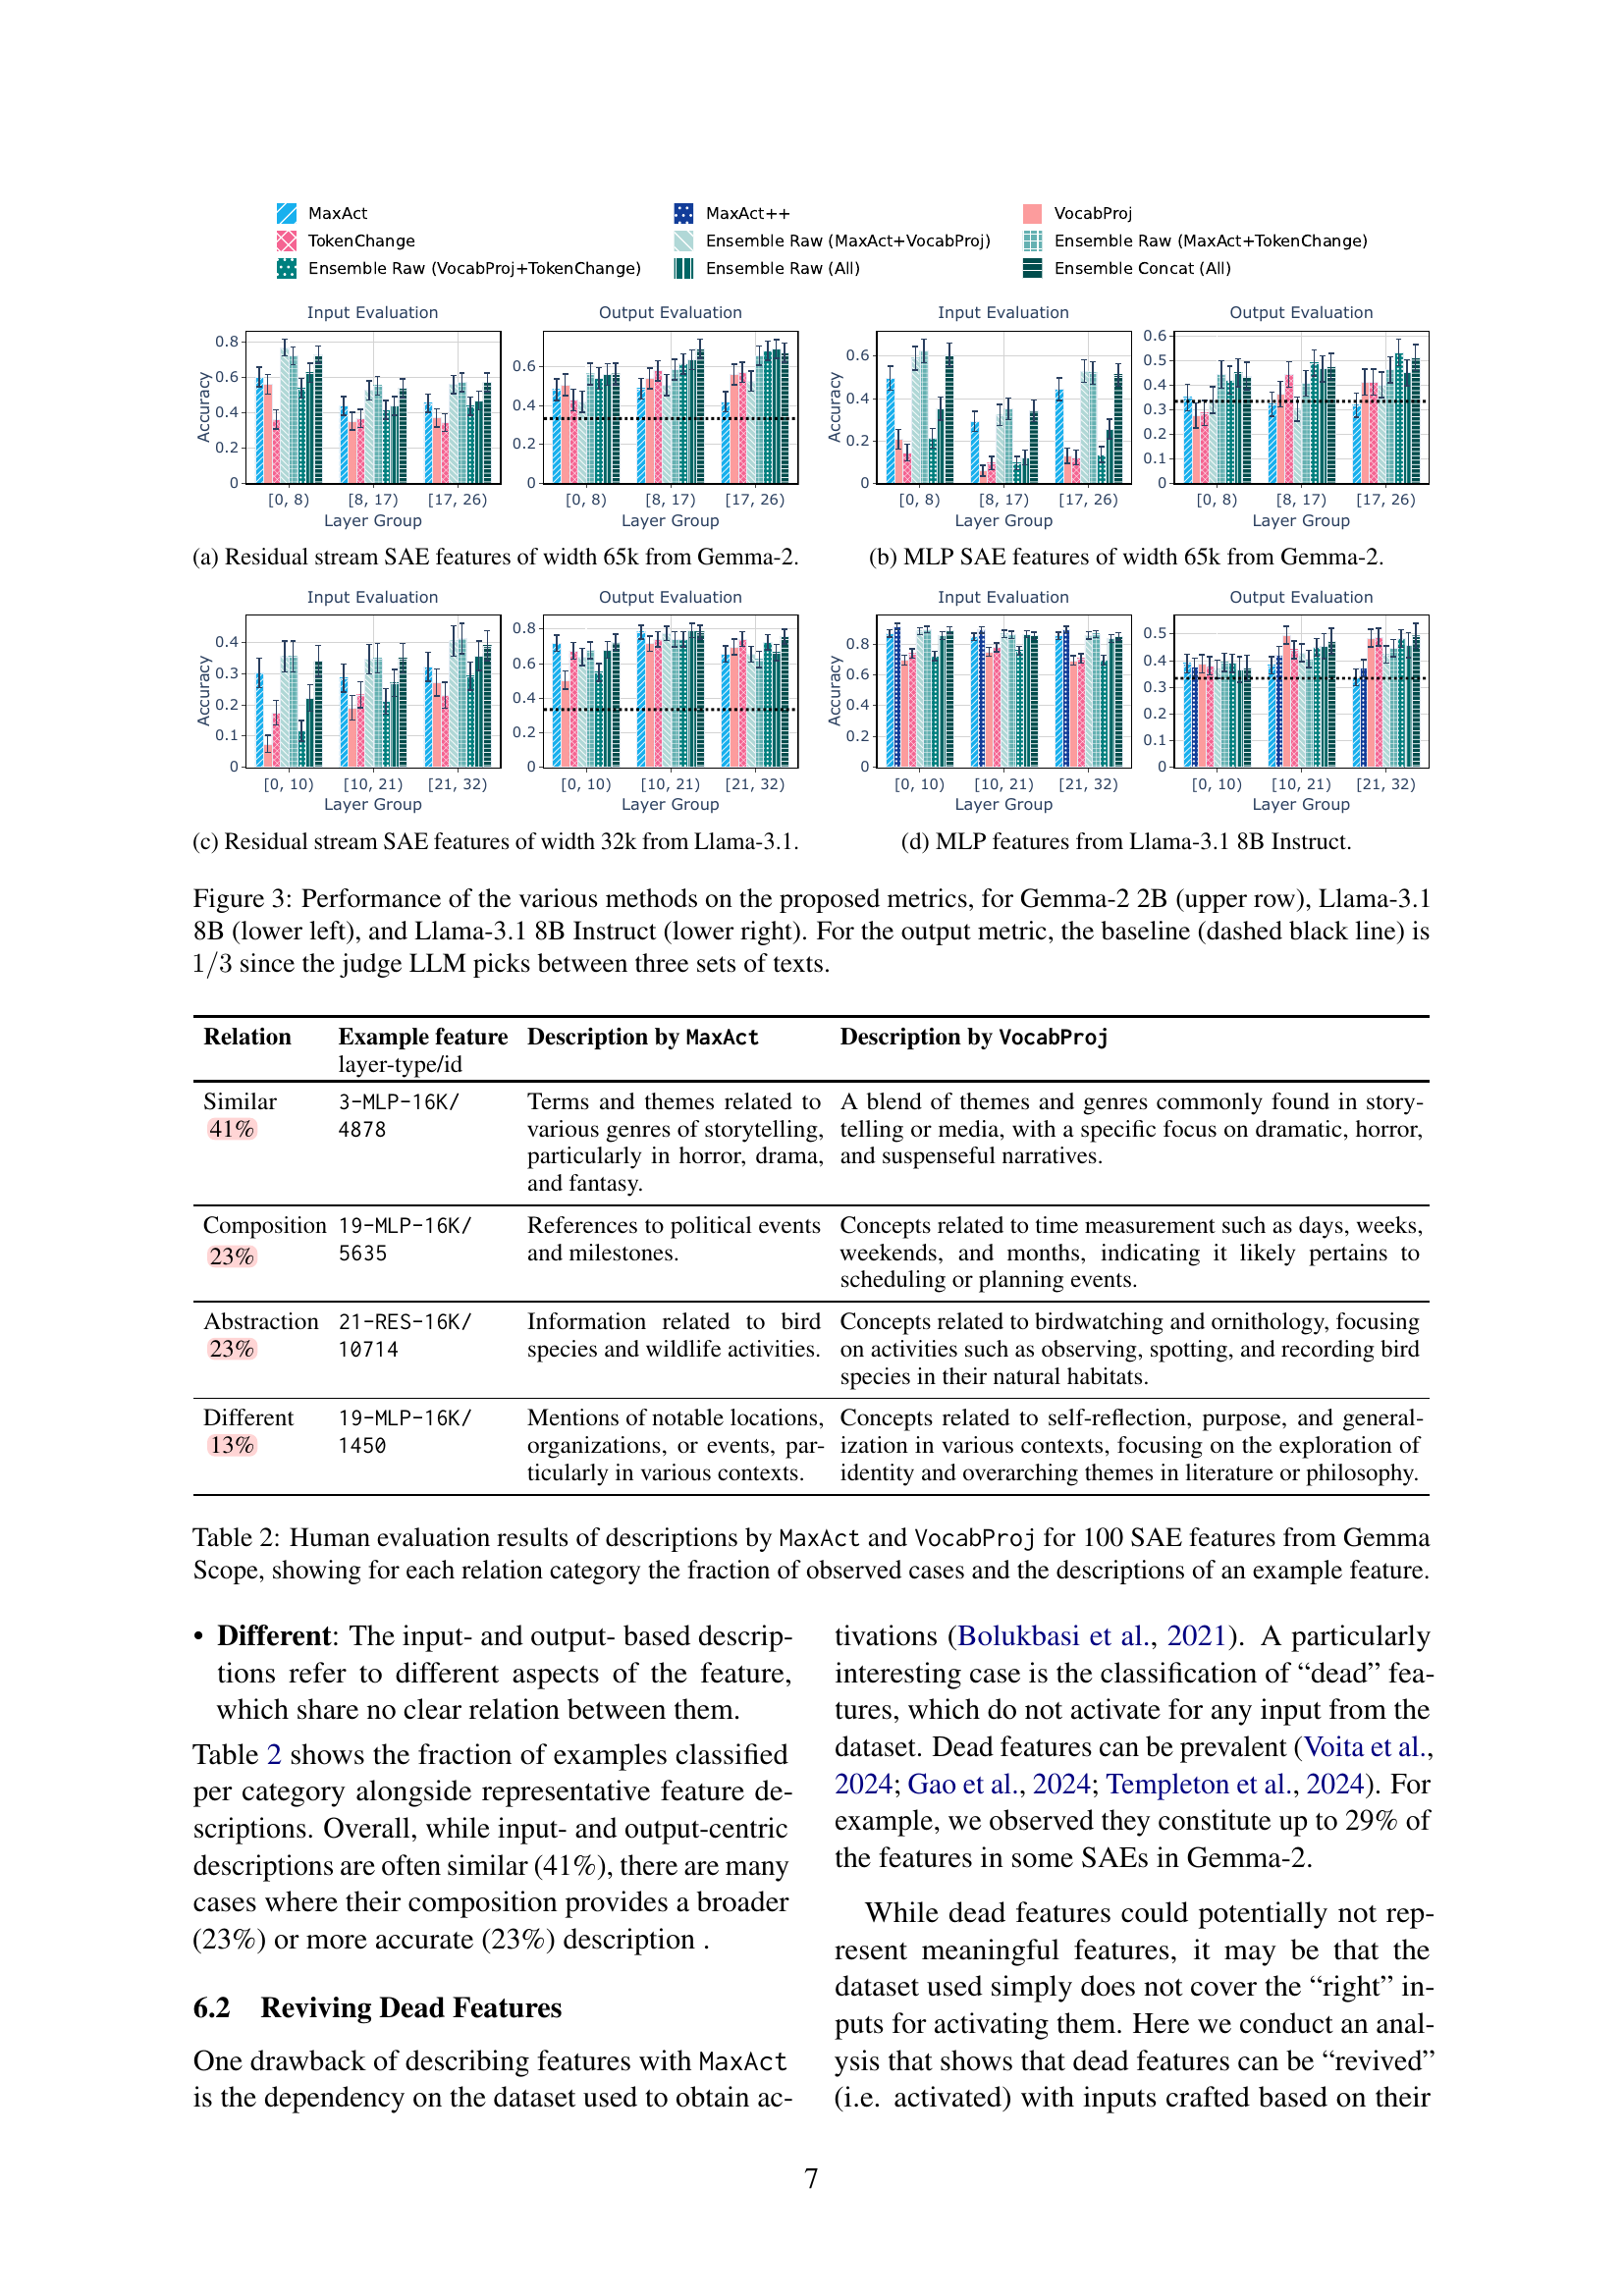 MaxAct
MaxAct++
VocabProj
TokenChange
Ensemble Raw (MaxAct+VocabProj)
Ensemble Raw (MaxAct+TokenChange)
Ensemble Raw (VocabProj+TokenChange)
Ensemble Raw (All)
Ensemble Concat (All)
Input Evaluation
Accuracy
0.8
0.6
0.4
0.2
0
[0, 8)
[8, 17)
[17, 26)
Layer Group
Output Evaluation
0.6
0.4
0.2
0
[0, 8)
[8, 17)
[17, 26)
Layer Group
(a) Residual stream SAE features of width 65k from Gemma-2.
Input Evaluation
Accuracy
0.6
0.4
0.2
0
[0, 8)
[8, 17)
[17, 26)
Layer Group
Output Evaluation
0.6
0.5
0.4
0.3
0.2
0.1
0
[0, 8)
[8, 17)
[17, 26)
Layer Group
(b) MLP SAE features of width 65k from Gemma-2.
Input Evaluation
Accuracy
0.4
0.3
0.2
0.1
0
[0, 10)
[10, 21)
[21, 32)
Layer Group
Output Evaluation
0.8
0.6
0.4
0.2
0
[0, 10)
[10, 21)
[21, 32)
Layer Group
(c) Residual stream SAE features of width 32k from Llama-3.1.
Input Evaluation
Accuracy
0.8
0.6
0.4
0.2
0
[0, 10)
[10, 21)
[21, 32)
Layer Group
Output Evaluation
0.5
0.4
0.3
0.2
0.1
0
[0, 10)
[10, 21)
[21, 32)
Layer Group
(d) MLP features from Llama-3.1 8B Instruct.
Figure 3: Performance of the various methods on the proposed metrics, for Gemma-2 2B (upper row), Llama-3.1
8B (lower left), and Llama-3.1 8B Instruct (lower right). For the output metric, the baseline (dashed black line) is
1/3 since the judge LLM picks between three sets of texts.
Relation
Example feature
layer-type/id
Description by MaxAct
Description by VocabProj
Similar
41%
3-MLP-16K/
4878
Terms and themes related to
various genres of storytelling,
particularly in horror, drama,
and fantasy.
A blend of themes and genres commonly found in story-
telling or media, with a specific focus on dramatic, horror,
and suspenseful narratives.
Composition
23%
19-MLP-16K/
5635
References to political events
and milestones.
Concepts related to time measurement such as days, weeks,
weekends, and months, indicating it likely pertains to
scheduling or planning events.
Abstraction
23%
21-RES-16K/
10714
Information related to bird
species and wildlife activities.
Concepts related to birdwatching and ornithology, focusing
on activities such as observing, spotting, and recording bird
species in their natural habitats.
Different
13%
19-MLP-16K/
1450
Mentions of notable locations,
organizations, or events, par-
ticularly in various contexts.
Concepts related to self-reflection, purpose, and general-
ization in various contexts, focusing on the exploration of
identity and overarching themes in literature or philosophy.
Table 2: Human evaluation results of descriptions by MaxAct and VocabProj for 100 SAE features from Gemma
Scope, showing for each relation category the fraction of observed cases and the descriptions of an example feature.
• Different: The input- and output- based descrip-
tions refer to different aspects of the feature,
which share no clear relation between them.
Table 2 shows the fraction of examples classified
per category alongside representative feature de-
scriptions. Overall, while input- and output-centric
descriptions are often similar (41%), there are many
cases where their composition provides a broader
(23%) or more accurate (23%) description .
6.2 Reviving Dead Features
One drawback of describing features with MaxAct
is the dependency on the dataset used to obtain ac-
tivations (Bolukbasi et al., 2021). A particularly
interesting case is the classification of “dead” fea-
tures, which do not activate for any input from the
dataset. Dead features can be prevalent (Voita et al.,
2024; Gao et al., 2024; Templeton et al., 2024). For
example, we observed they constitute up to 29% of
the features in some SAEs in Gemma-2.
While dead features could potentially not rep-
resent meaningful features, it may be that the
dataset used simply does not cover the “right” in-
puts for activating them. Here we conduct an anal-
ysis that shows that dead features can be “revived”
(i.e. activated) with inputs crafted based on their
7